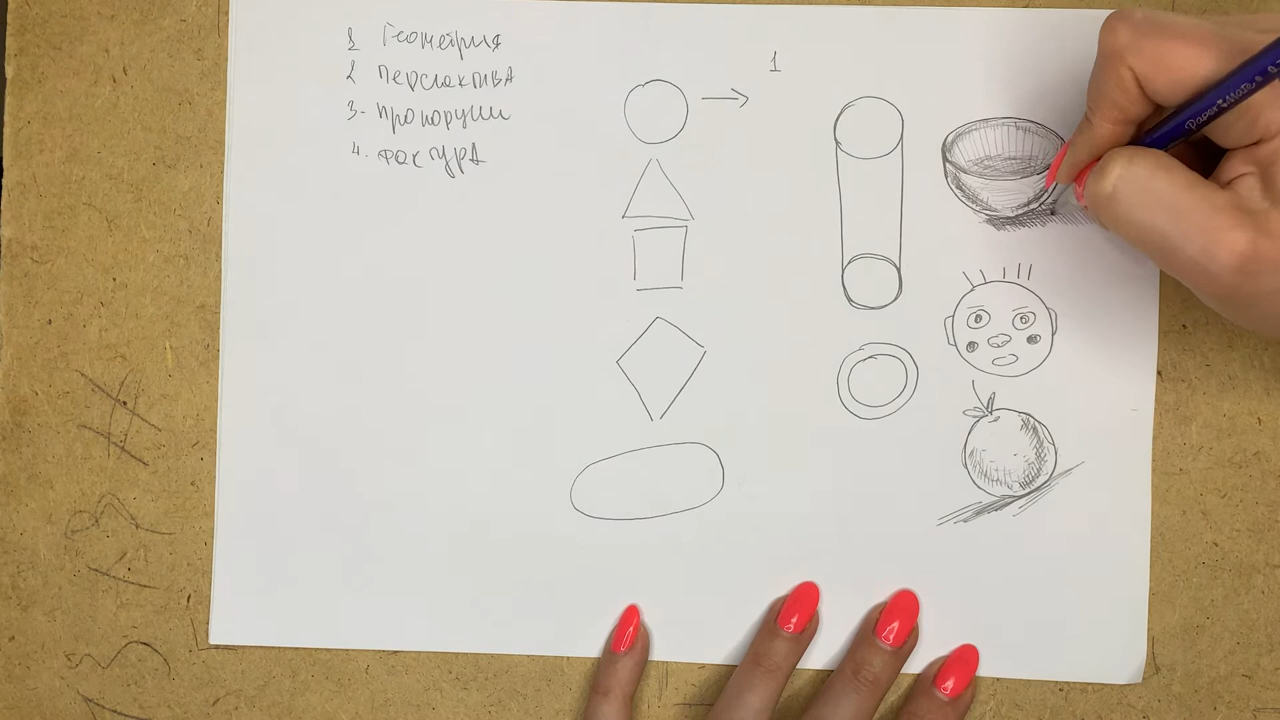 1 Геометрия
2 перспектива
3. пропорции
4. фактура
1
Paper Mate